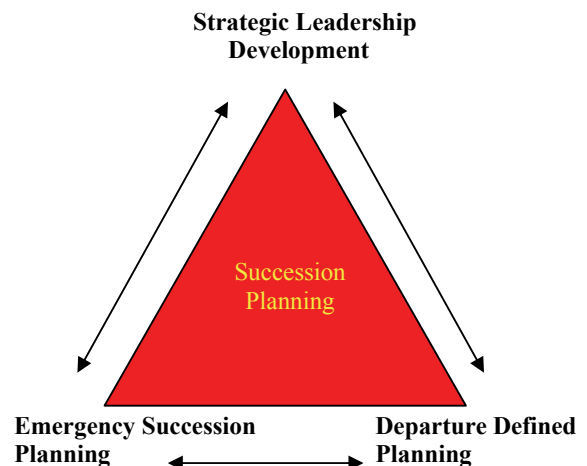 Strategic Leadership
Development
Succession
Planning
Emergency Succession
Planning
Departure Defined
Planning